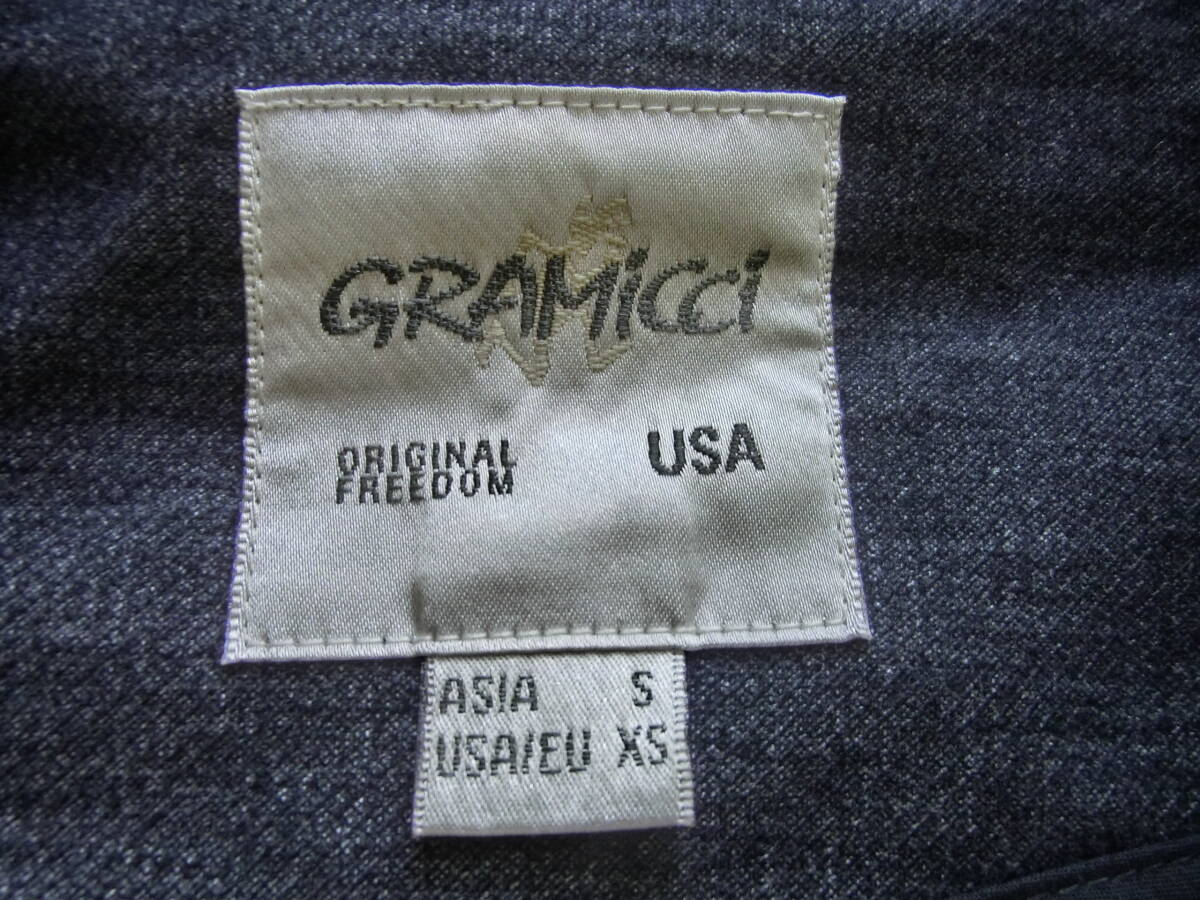 GRAMiCCi
ORIGINAL
FREEDOM
USA
ASIA S
USA/EU XS